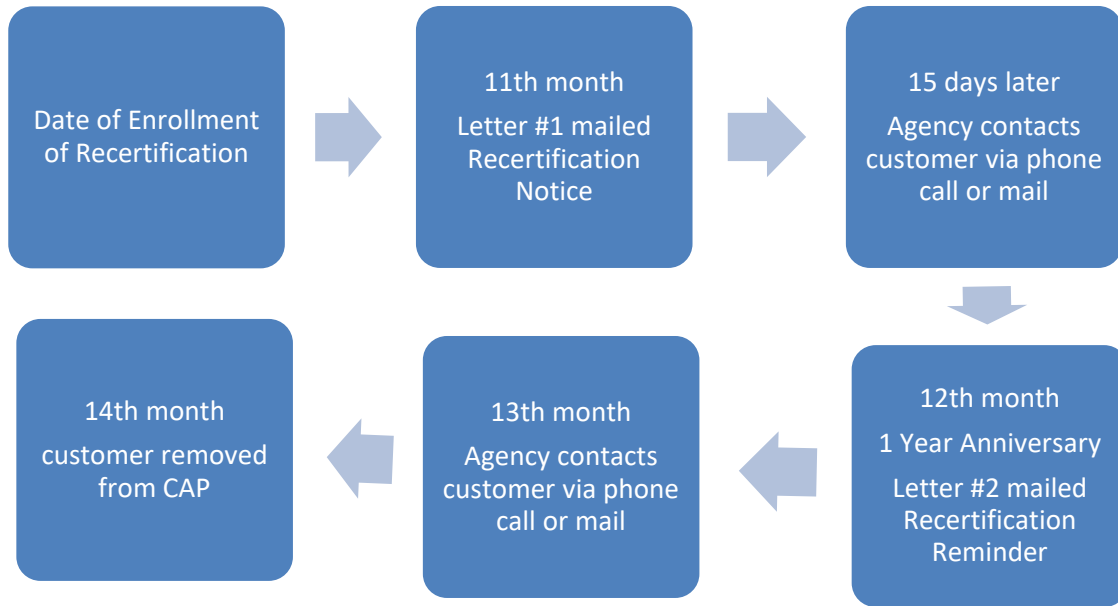 Date of Enrollment
of Recertification
11th month
Letter #1 mailed
Recertification
Notice
15 days later
Agency contacts
customer via phone
call or mail
12th month
1 Year Anniversary
Letter #2 mailed
Recertification
Reminder
13th month
Agency contacts
customer via phone
call or mail
14th month
customer removed
from CAP